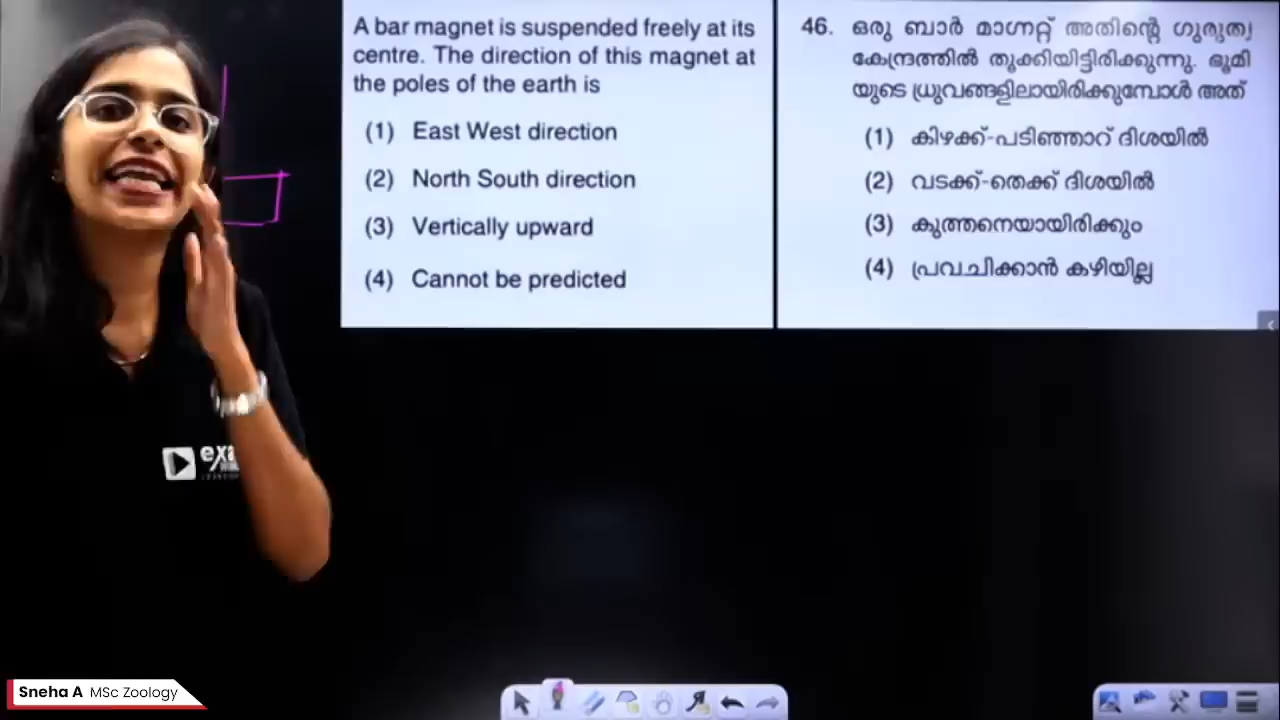 A bar magnet is suspended freely at its
centre. The direction of this magnet at
the poles of the earth is
(1) East West direction
(2) North South direction
(3) Vertically upward
(4) Cannot be predicted
46. ഒരു ബാർ മാഗ്നറ്റ് അതിന്റെ ഗുരുത്വ
കേന്ദ്രത്തിൽ തൂക്കിയിട്ടിരിക്കുന്നു. ഭൂമി
യുടെ ധ്രുവങ്ങളിലായിരിക്കുമ്പോൾ അത്
(1) കിഴക്ക്-പടിഞ്ഞാറ് ദിശയിൽ
(2) വടക്ക്-തെക്ക് ദിശയിൽ
(3) കുത്തനെയായിരിക്കും
(4) പ്രവചിക്കാൻ കഴിയില്ല
Sneha A MSc Zoology